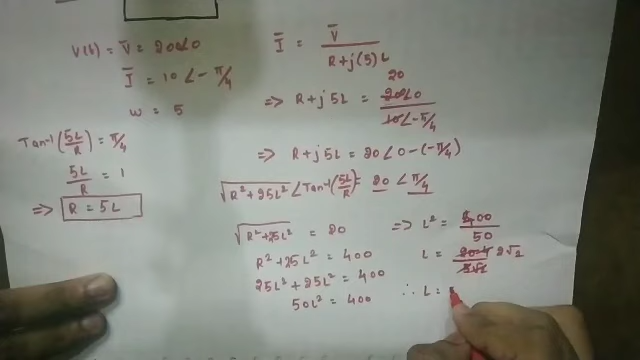 V(t) = V̅ = 200∠0
I̅ = 10∠-π/4
ω = 5
Tan⁻¹(5L/R) = π/4
5L/R = 1
=> R = 5L
I̅ = V̅ / R+j(5)L
=> R+j5L = 20 200∠0 / 10∠-π/4
=> R+j5L = 20∠0-(-π/4)
√R²+25L² ∠Tan⁻¹(5L/R) = 20∠π/4
√R²+25L² = 20
R²+25L² = 400
25L²+25L² = 400
50L² = 400
=> L² = 400/50
L = 2√2
∴ L =